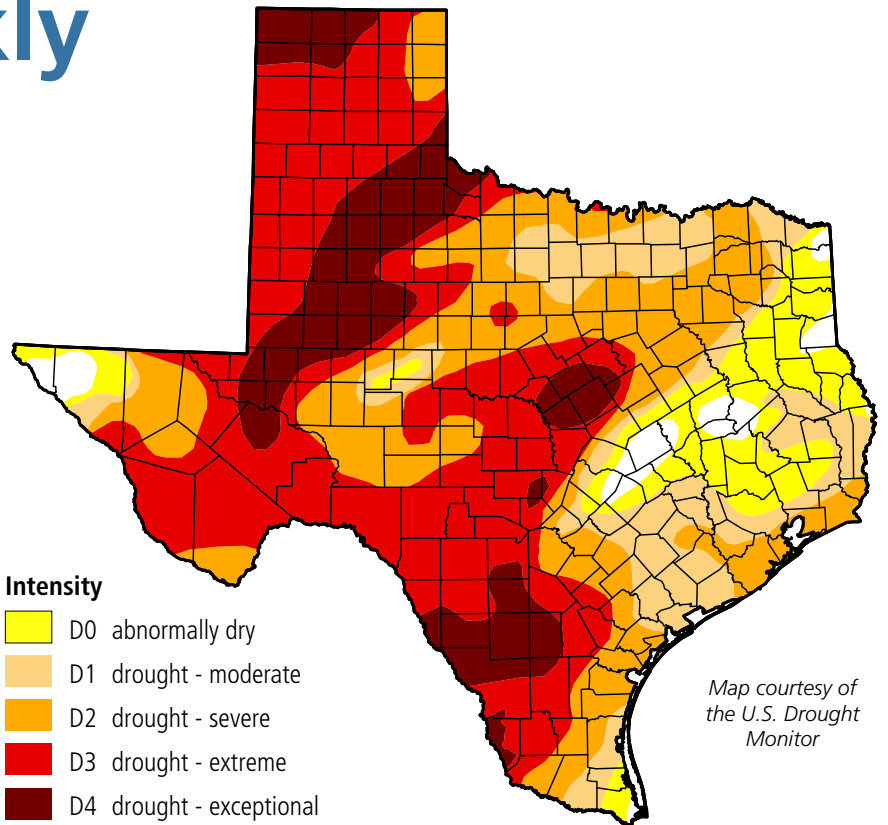 kly
Intensity
D0 abnormally dry
D1 drought - moderate
D2 drought - severe
D3 drought - extreme
D4 drought - exceptional
Map courtesy of
the U.S. Drought
Monitor